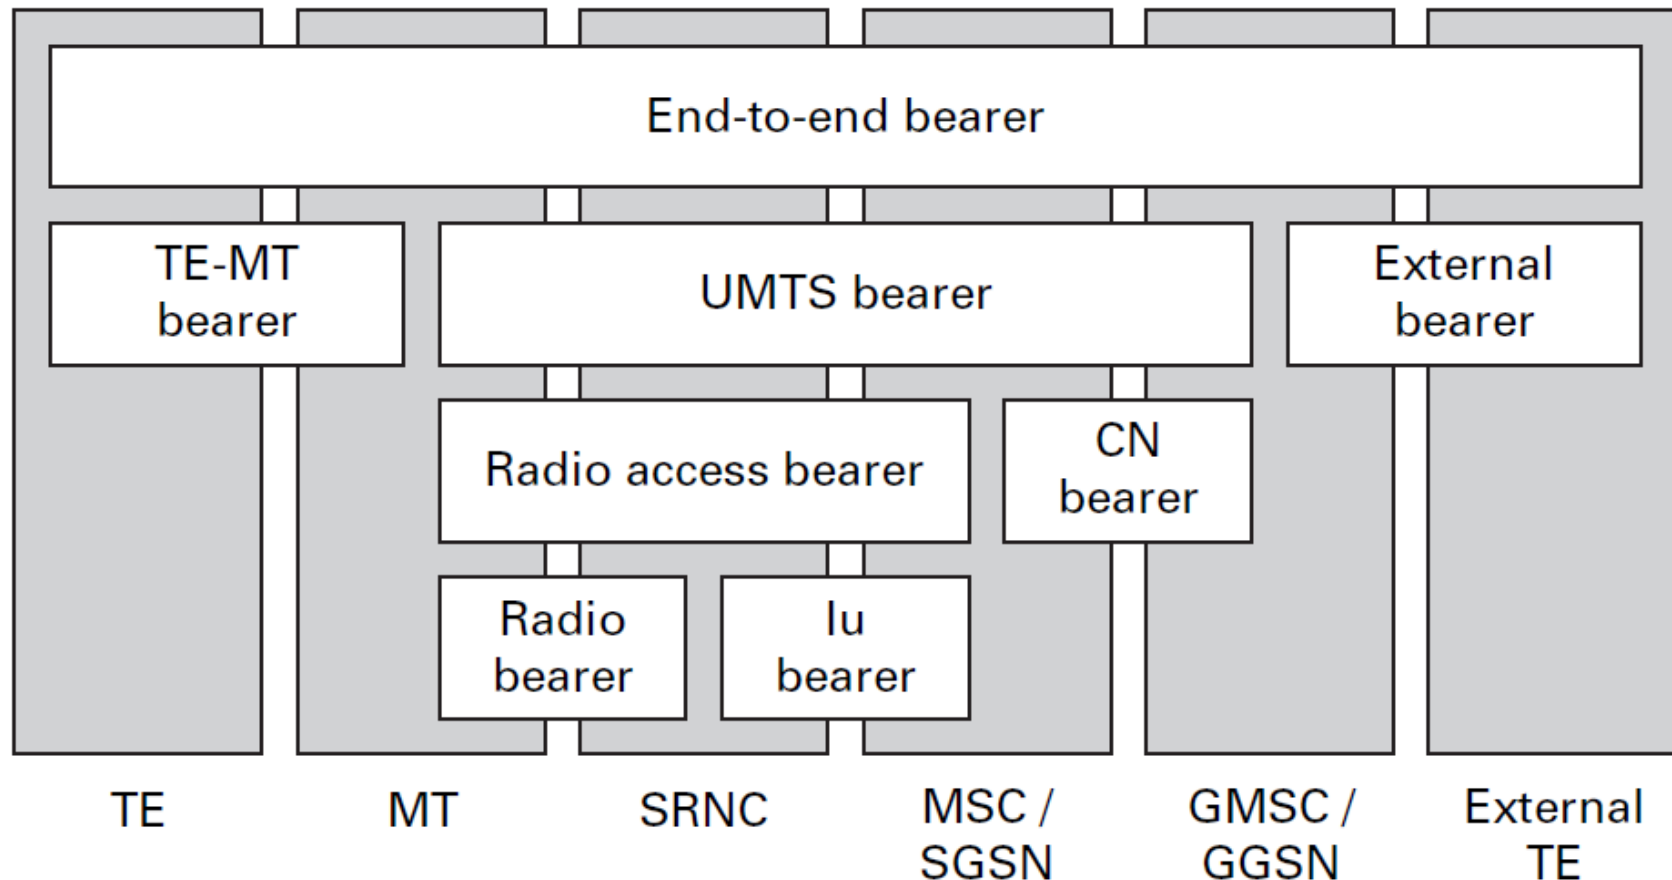 End-to-end bearer
TE-MT
bearer
UMTS bearer
External
bearer
Radio access bearer
CN
bearer
Radio
bearer
Iu
bearer
TE
MT
SRNC
MSC /
SGSN
GMSC /
GGSN
External
TE